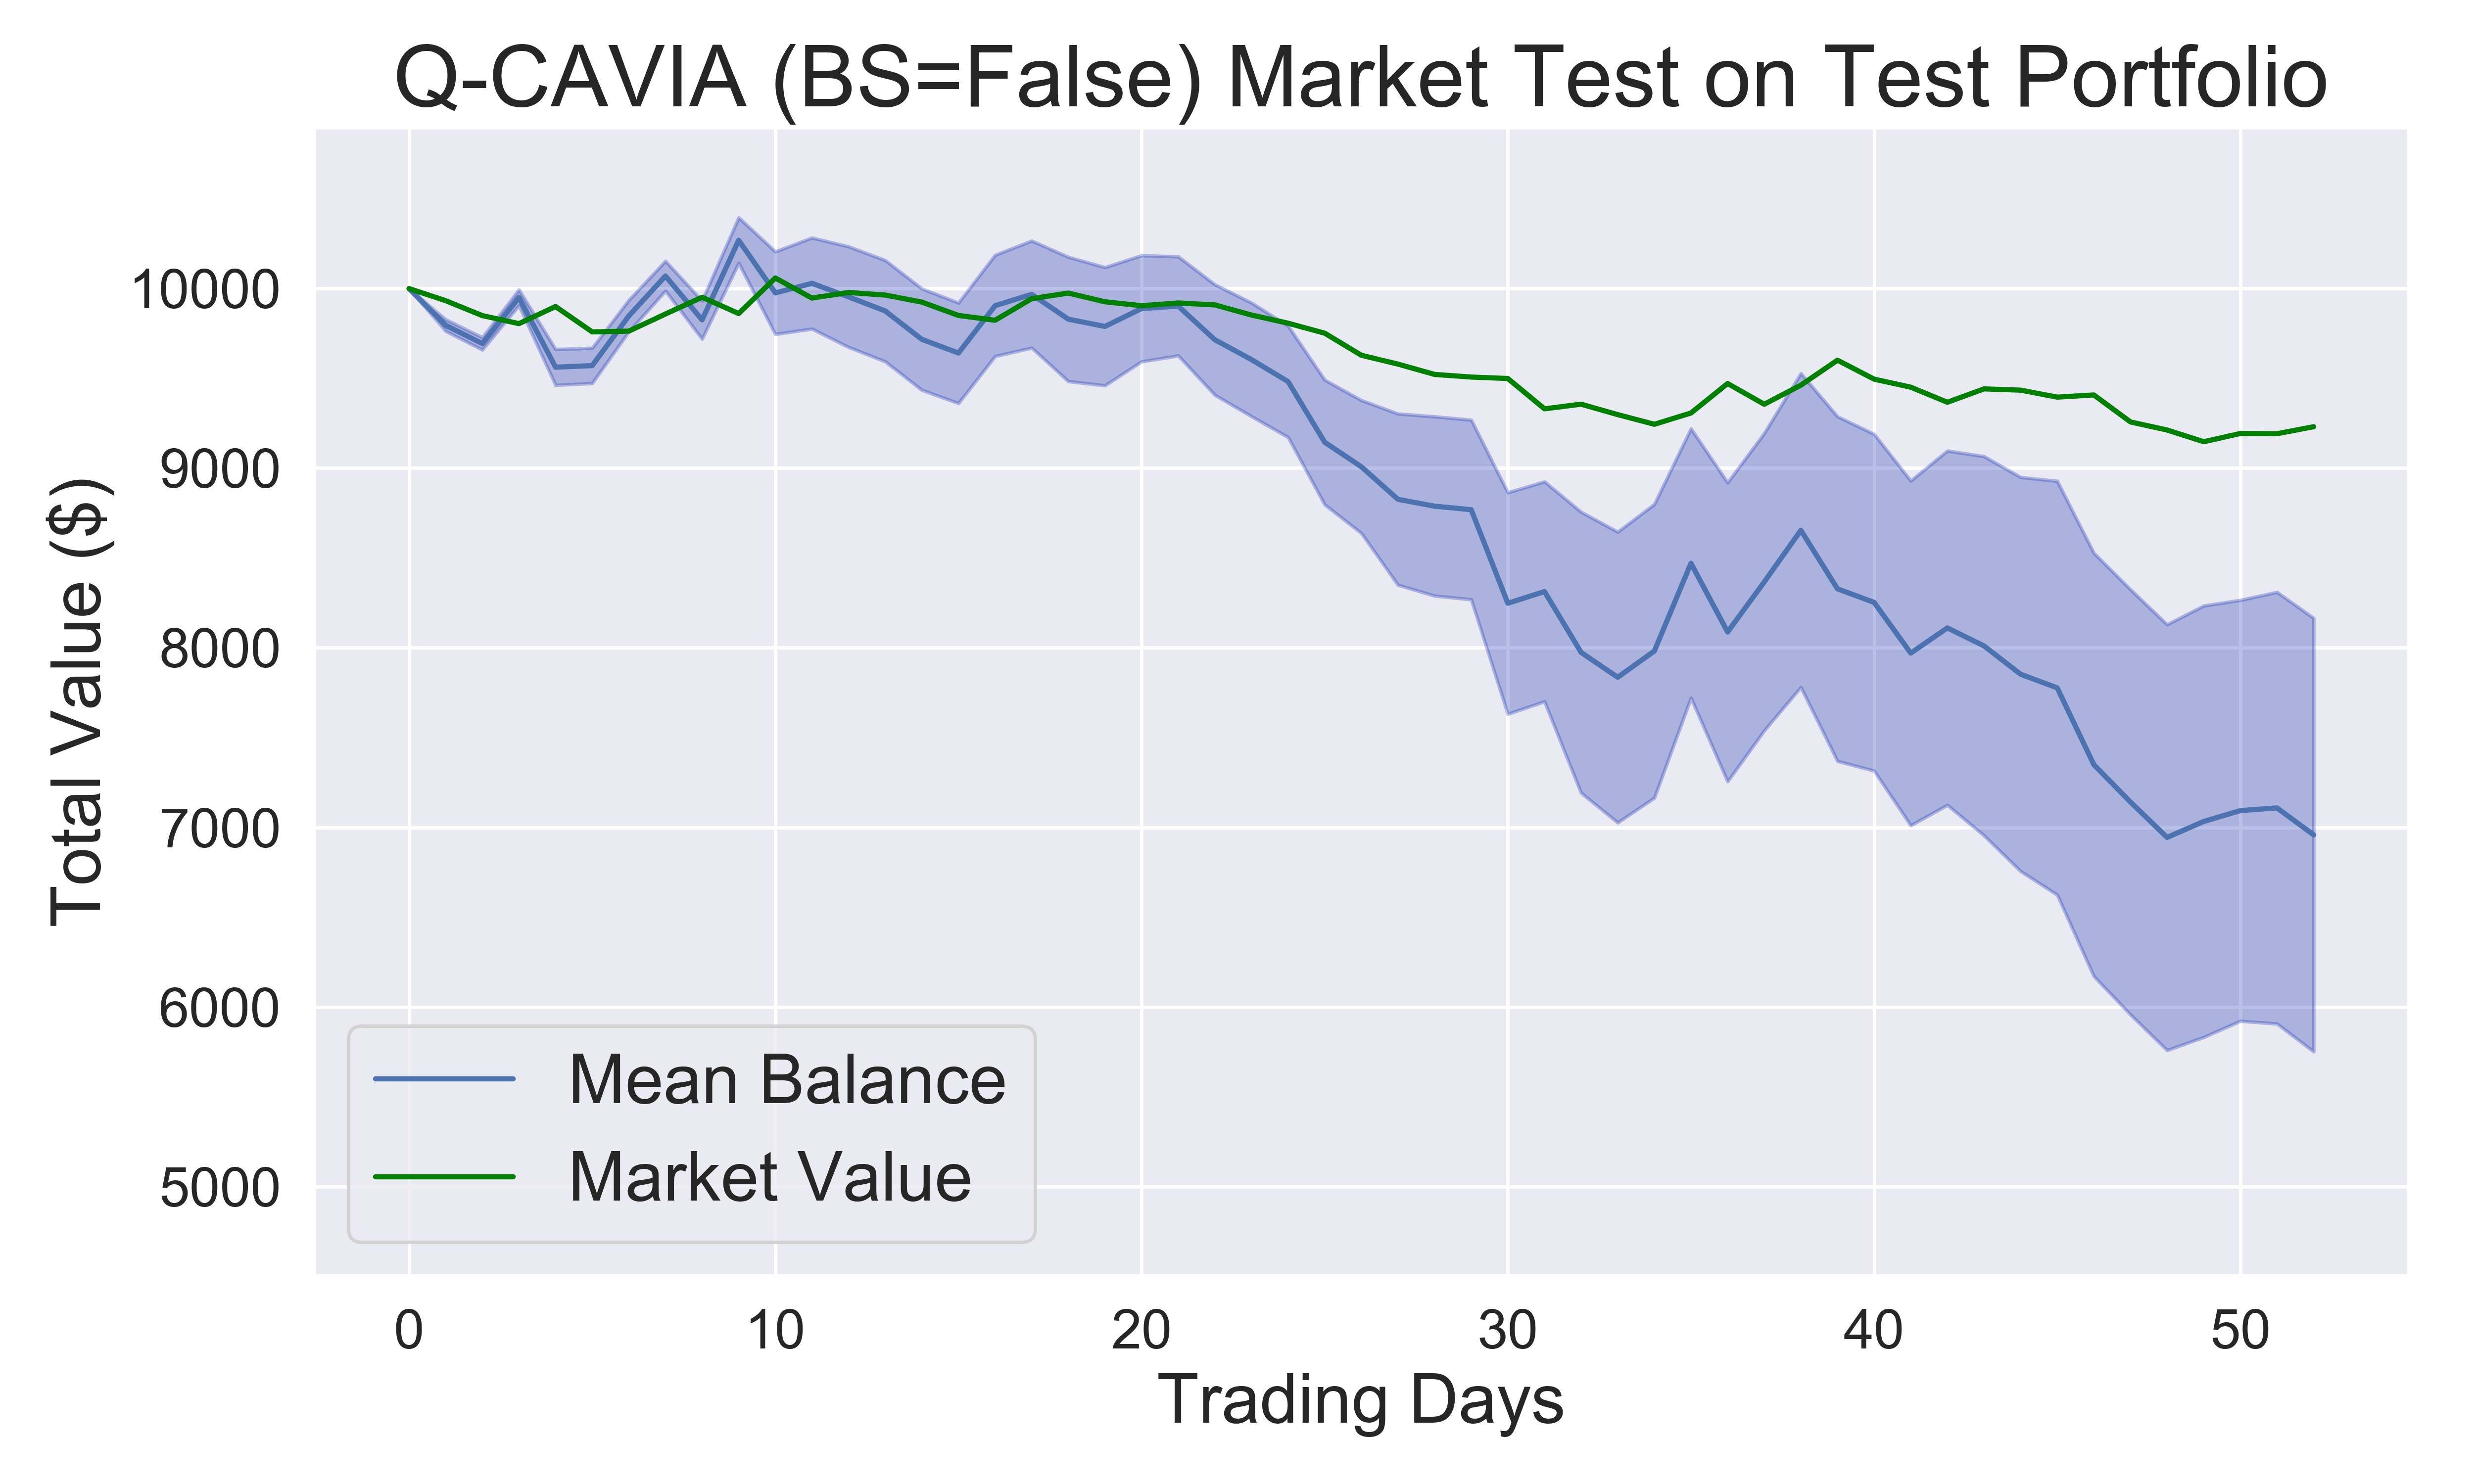 Q-CAVIA (BS=False) Market Test on Test Portfolio
Total Value ($)
10000
9000
8000
7000
6000
5000
Mean Balance
Market Value
0 10 20 30 40 50
Trading Days